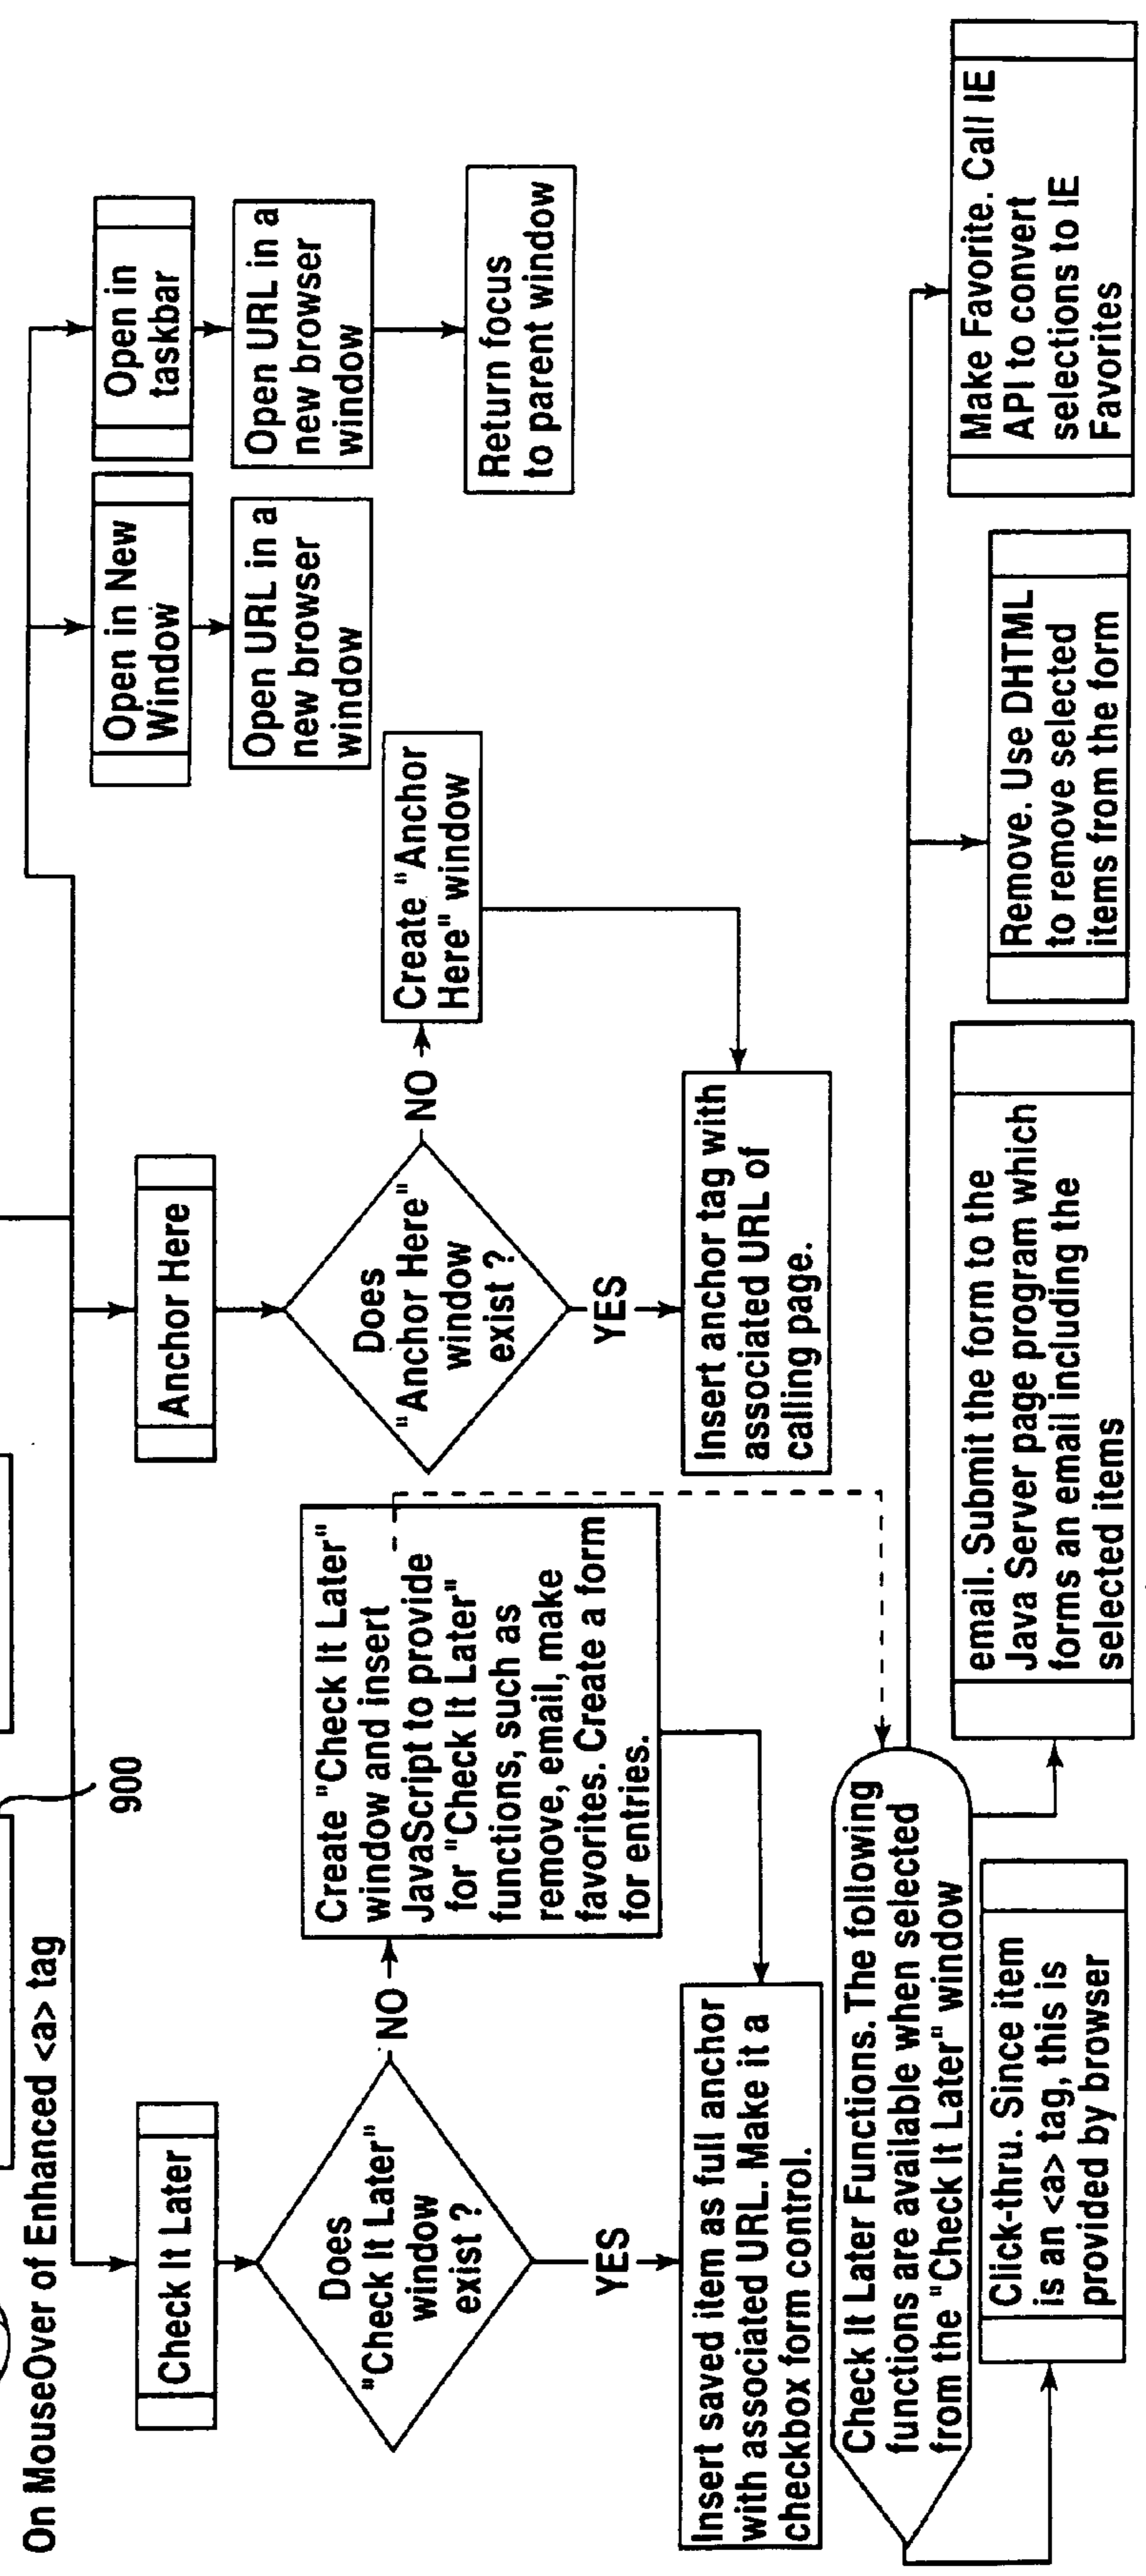 On MouseOver of Enhanced <a> tag
900
Check It Later
Does
"Check It Later"
window
exist ?
NO
YES
Create "Check It Later"
window and insert
JavaScript to provide
for "Check It Later"
functions, such as
remove, email, make
favorites. Create a form
for entries.
Insert saved item as full anchor
with associated URL. Make it a
checkbox form control.
Anchor Here
Does
"Anchor Here"
window
exist ?
NO
YES
Create "Anchor
Here" window
Insert anchor tag with
associated URL of
calling page.
Open in New
Window
Open URL in a
new browser
window
Open in
taskbar
Open URL in a
new browser
window
Return focus
to parent window
Check It Later Functions. The following
functions are available when selected
from the "Check It Later" window
Click-thru. Since item
is an <a> tag, this is
provided by browser
email. Submit the form to the
Java Server page program which
forms an email including the
selected items
Remove. Use DHTML
to remove selected
items from the form
Make Favorite. Call IE
API to convert
selections to IE
Favorites